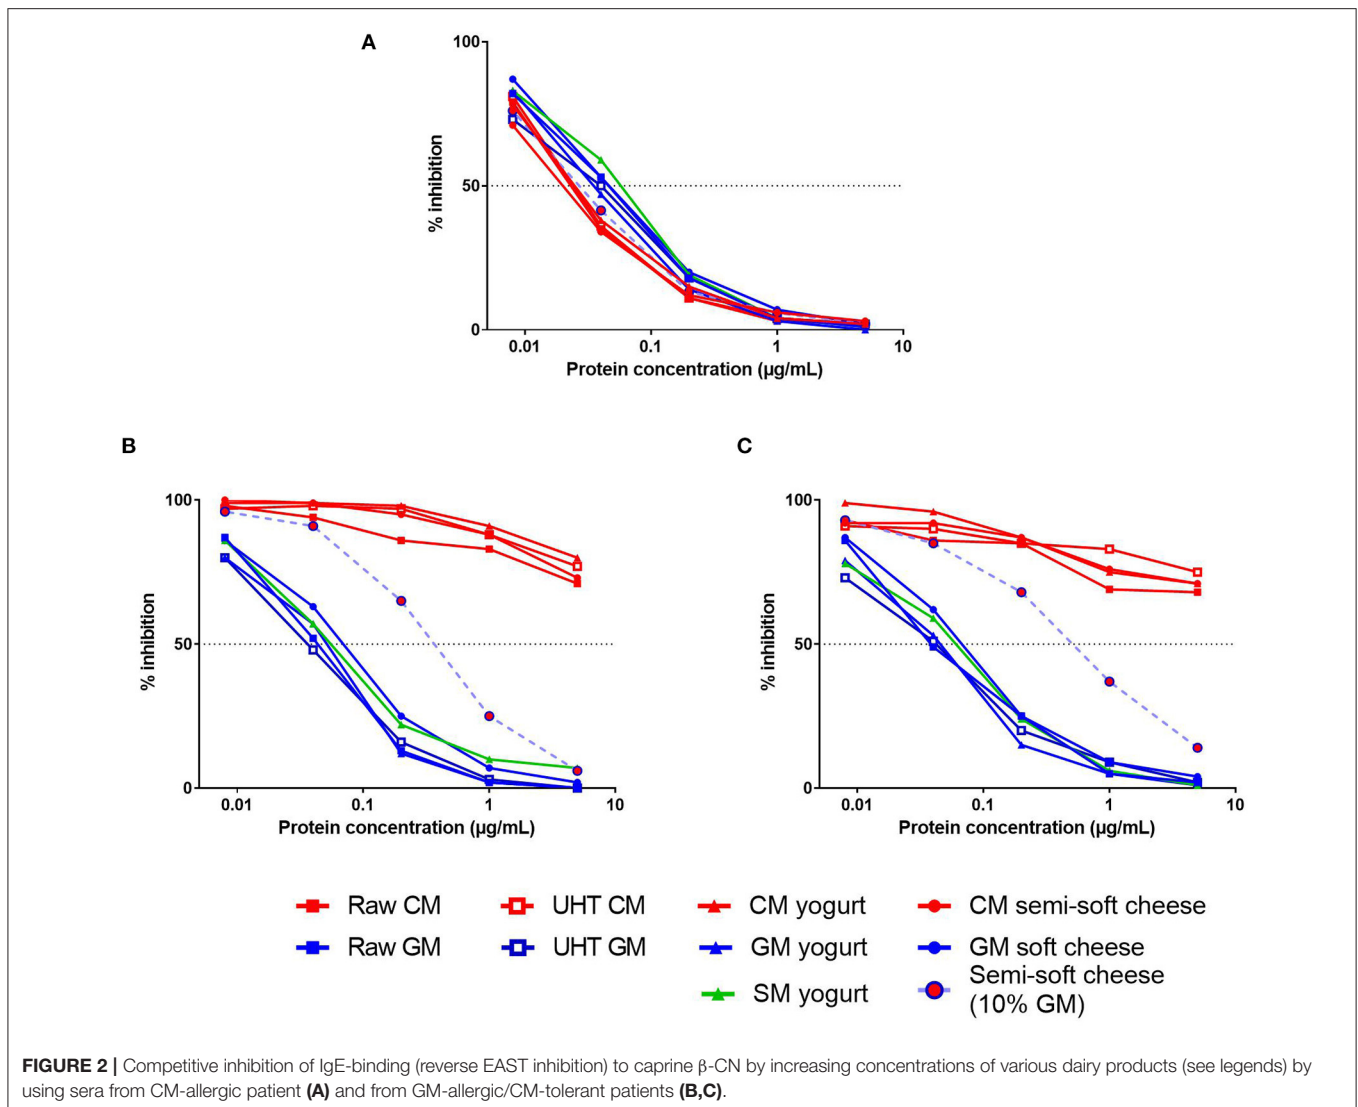 A
100
50
0
% inhibition
0.01 0.1 1 10
Protein concentration (µg/mL)
B
100
50
0
% inhibition
0.01 0.1 1 10
Protein concentration (µg/mL)
C
100
50
0
% inhibition
0.01 0.1 1 10
Protein concentration (µg/mL)
Raw CM UHT CM CM yogurt CM semi-soft cheese
Raw GM UHT GM GM yogurt GM soft cheese
SM yogurt Semi-soft cheese
(10% GM)
FIGURE 2 | Competitive inhibition of IgE-binding (reverse EAST inhibition) to caprine β-CN by increasing concentrations of various dairy products (see legends) by
using sera from CM-allergic patient (A) and from GM-allergic/CM-tolerant patients (B,C).